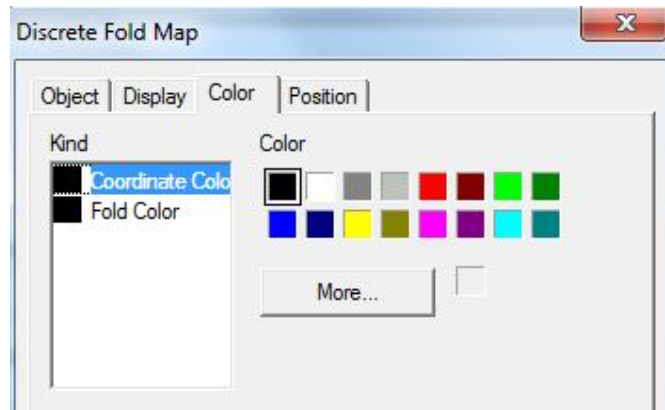 Discrete Fold Map
Object Display Color Position
Kind Color
Coordinate Colo
Fold Color
More...